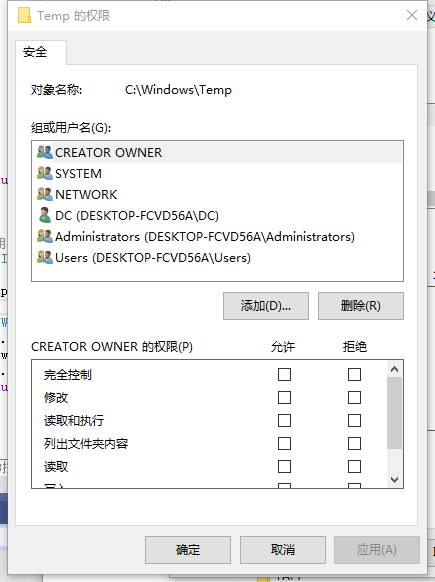 Temp 的权限
安全
对象名称: C:\Windows\Temp
组或用户名(G):
CREATOR OWNER
SYSTEM
NETWORK
DC (DESKTOP-FCVD56A\DC)
Administrators (DESKTOP-FCVD56A\Administrators)
Users (DESKTOP-FCVD56A\Users)
添加(D)... 删除(R)
CREATOR OWNER 的权限(P) 允许 拒绝
完全控制
修改
读取和执行
列出文件夹内容
读取
确定 取消 应用(A)